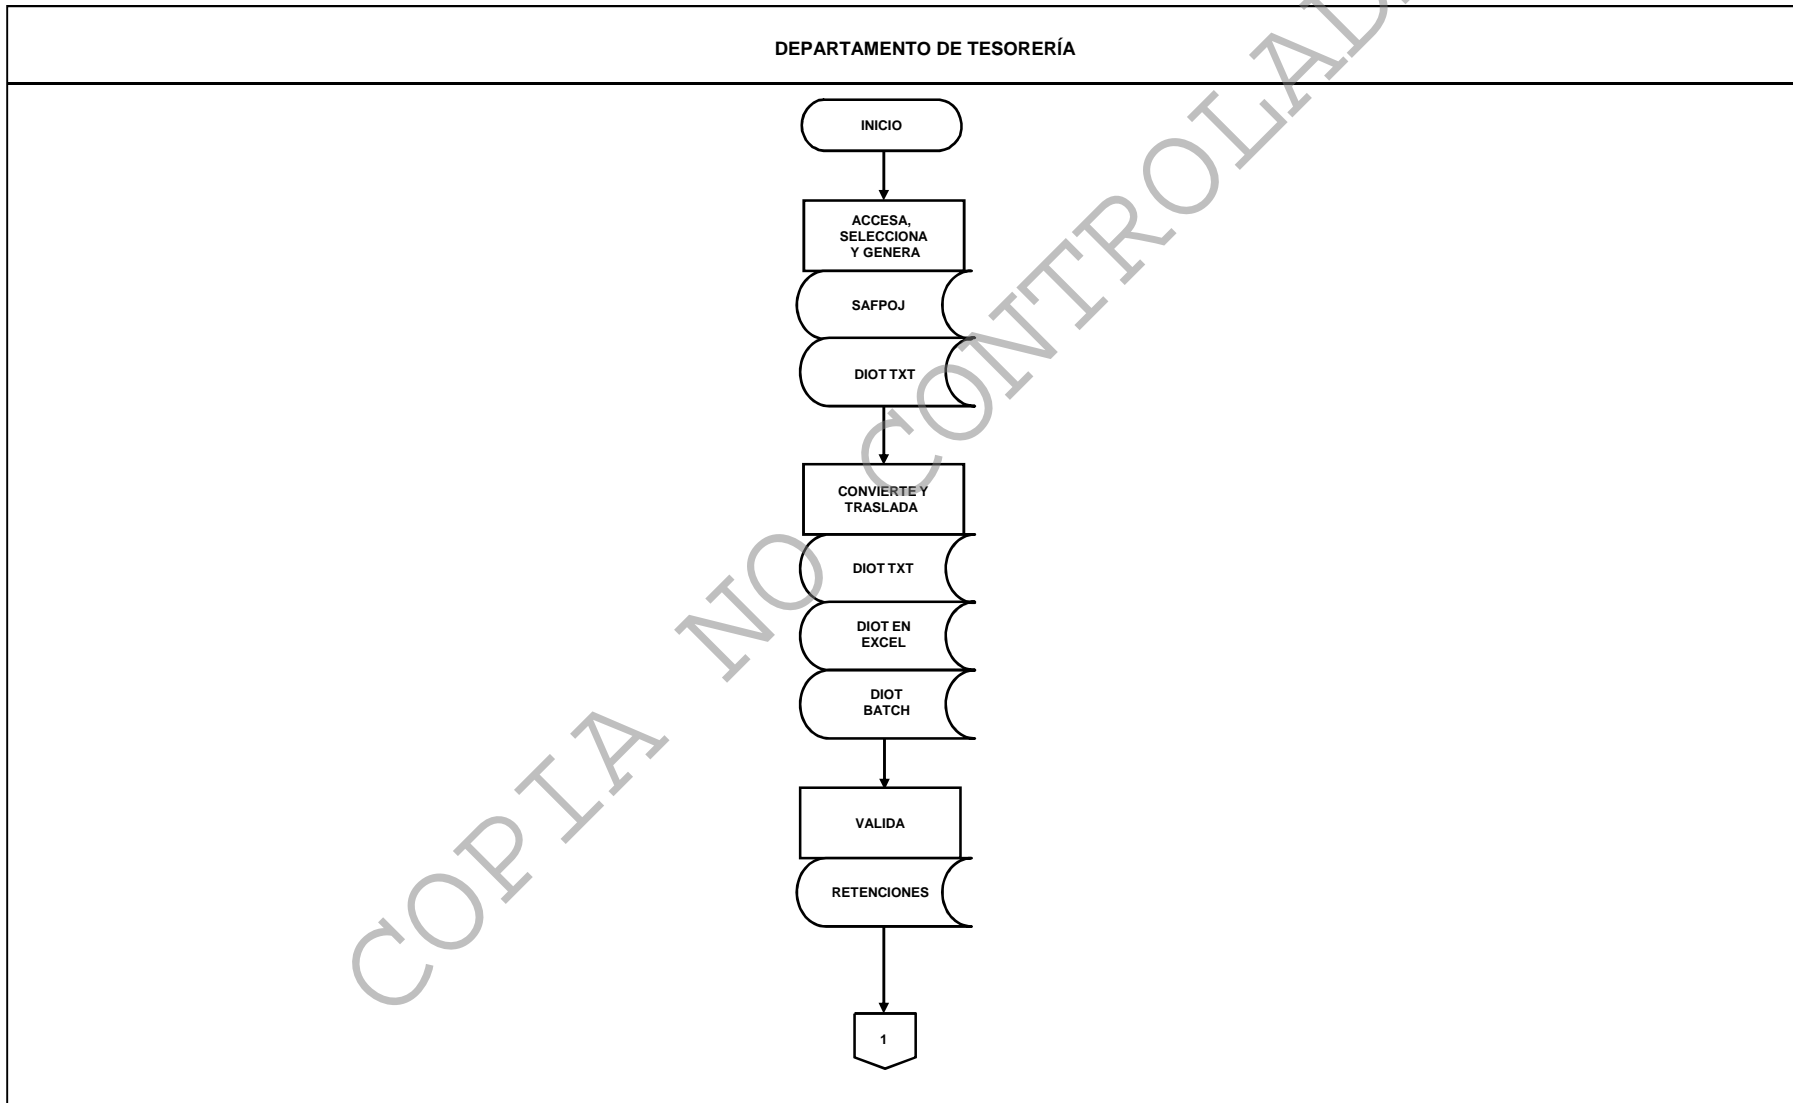 DEPARTAMENTO DE TESORERÍA
INICIO
ACCESA,
SELECCIONA
Y GENERA
SAFPOJ
DIOT TXT
CONVIERTE Y
TRASLADA
DIOT TXT
DIOT EN
EXCEL
DIOT
BATCH
VALIDA
RETENCIONES
1
COPIA NO CONTROLAD